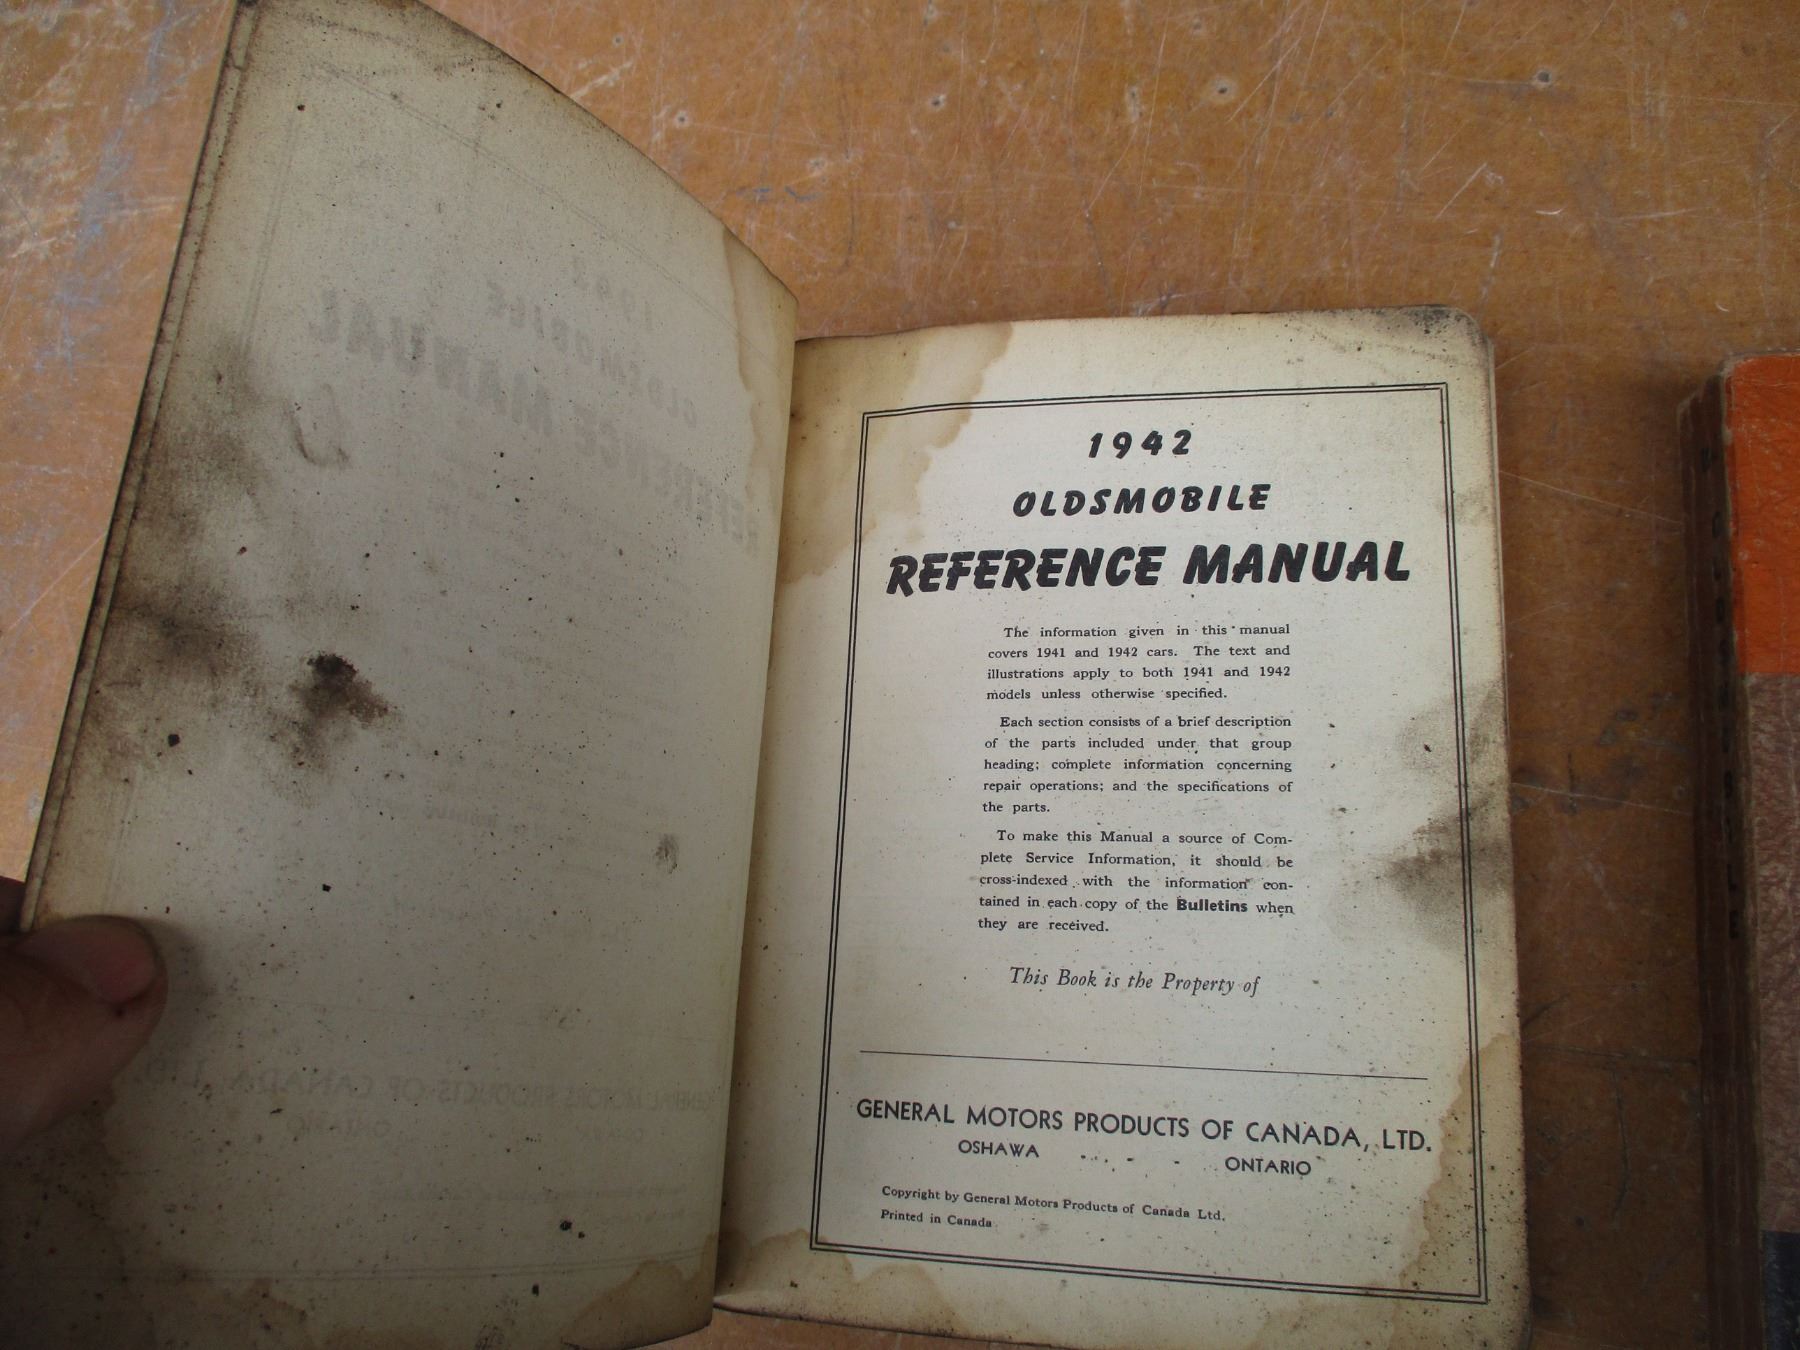 1942
OLDSMOBILE
REFERENCE MANUAL
The information given in this manual
covers 1941 and 1942 cars. The text and
illustrations apply to both 1941 and 1942
models unless otherwise specified.
Each section consists of a brief description
of the parts included under that group
heading; complete information concerning
repair operations; and the specifications of
the parts.
To make this Manual a source of Com-
plete Service Information, it should be
cross-indexed with the information con-
tained in each copy of the Bulletins when
they are received.
This Book is the Property of
GENERAL MOTORS PRODUCTS OF CANADA, LTD.
OSHAWA - - - - ONTARIO
Copyright by General Motors Products of Canada Ltd.
Printed in Canada